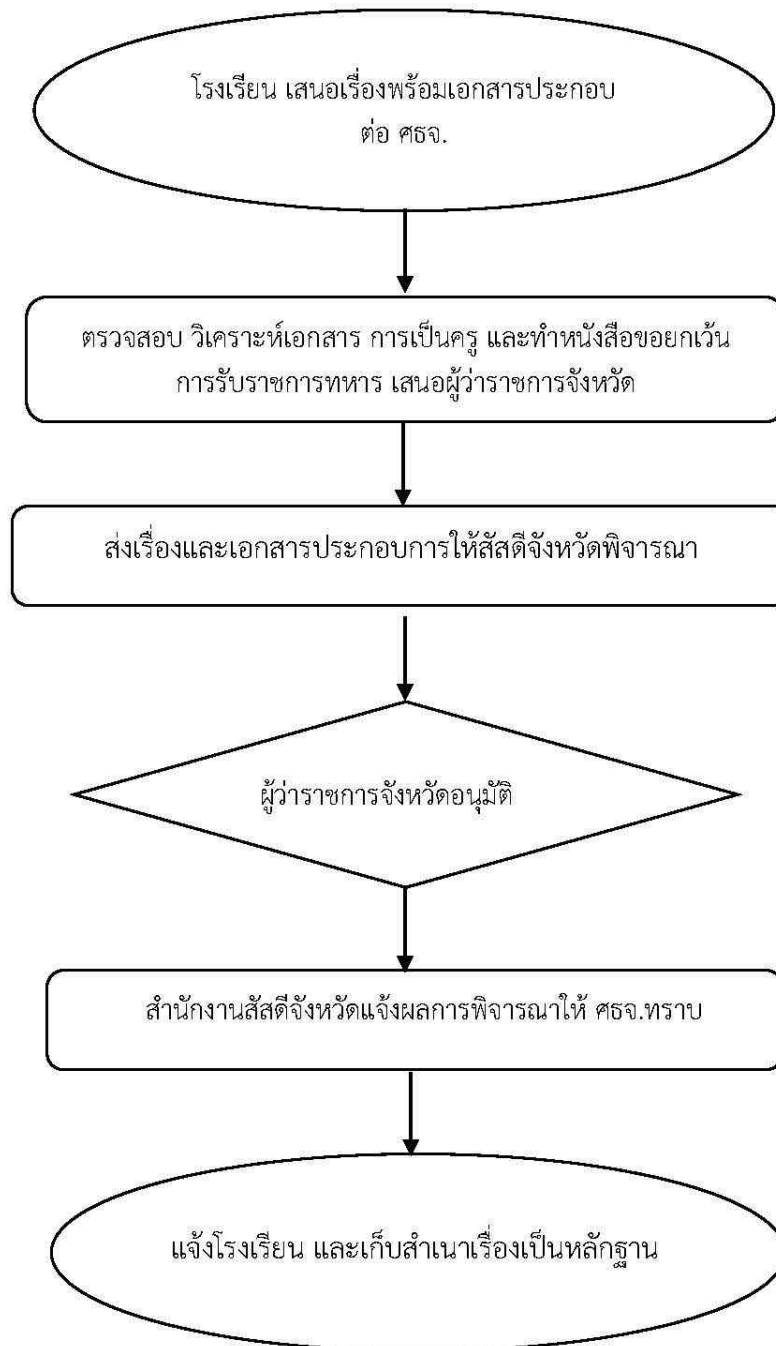 โรงเรียน เสนอเรื่องพร้อมเอกสารประกอบ
ต่อ ศธจ.
ตรวจสอบ วิเคราะห์เอกสาร การเป็นครู และทำหนังสือขอยกเว้น
การรับราชการทหาร เสนอผู้ว่าราชการจังหวัด
ส่งเรื่องและเอกสารประกอบการให้สัสดีจังหวัดพิจารณา
ผู้ว่าราชการจังหวัดอนุมัติ
สำนักงานสัสดีจังหวัดแจ้งผลการพิจารณาให้ ศธจ.ทราบ
แจ้งโรงเรียน และเก็บสำเนาเรื่องเป็นหลักฐาน